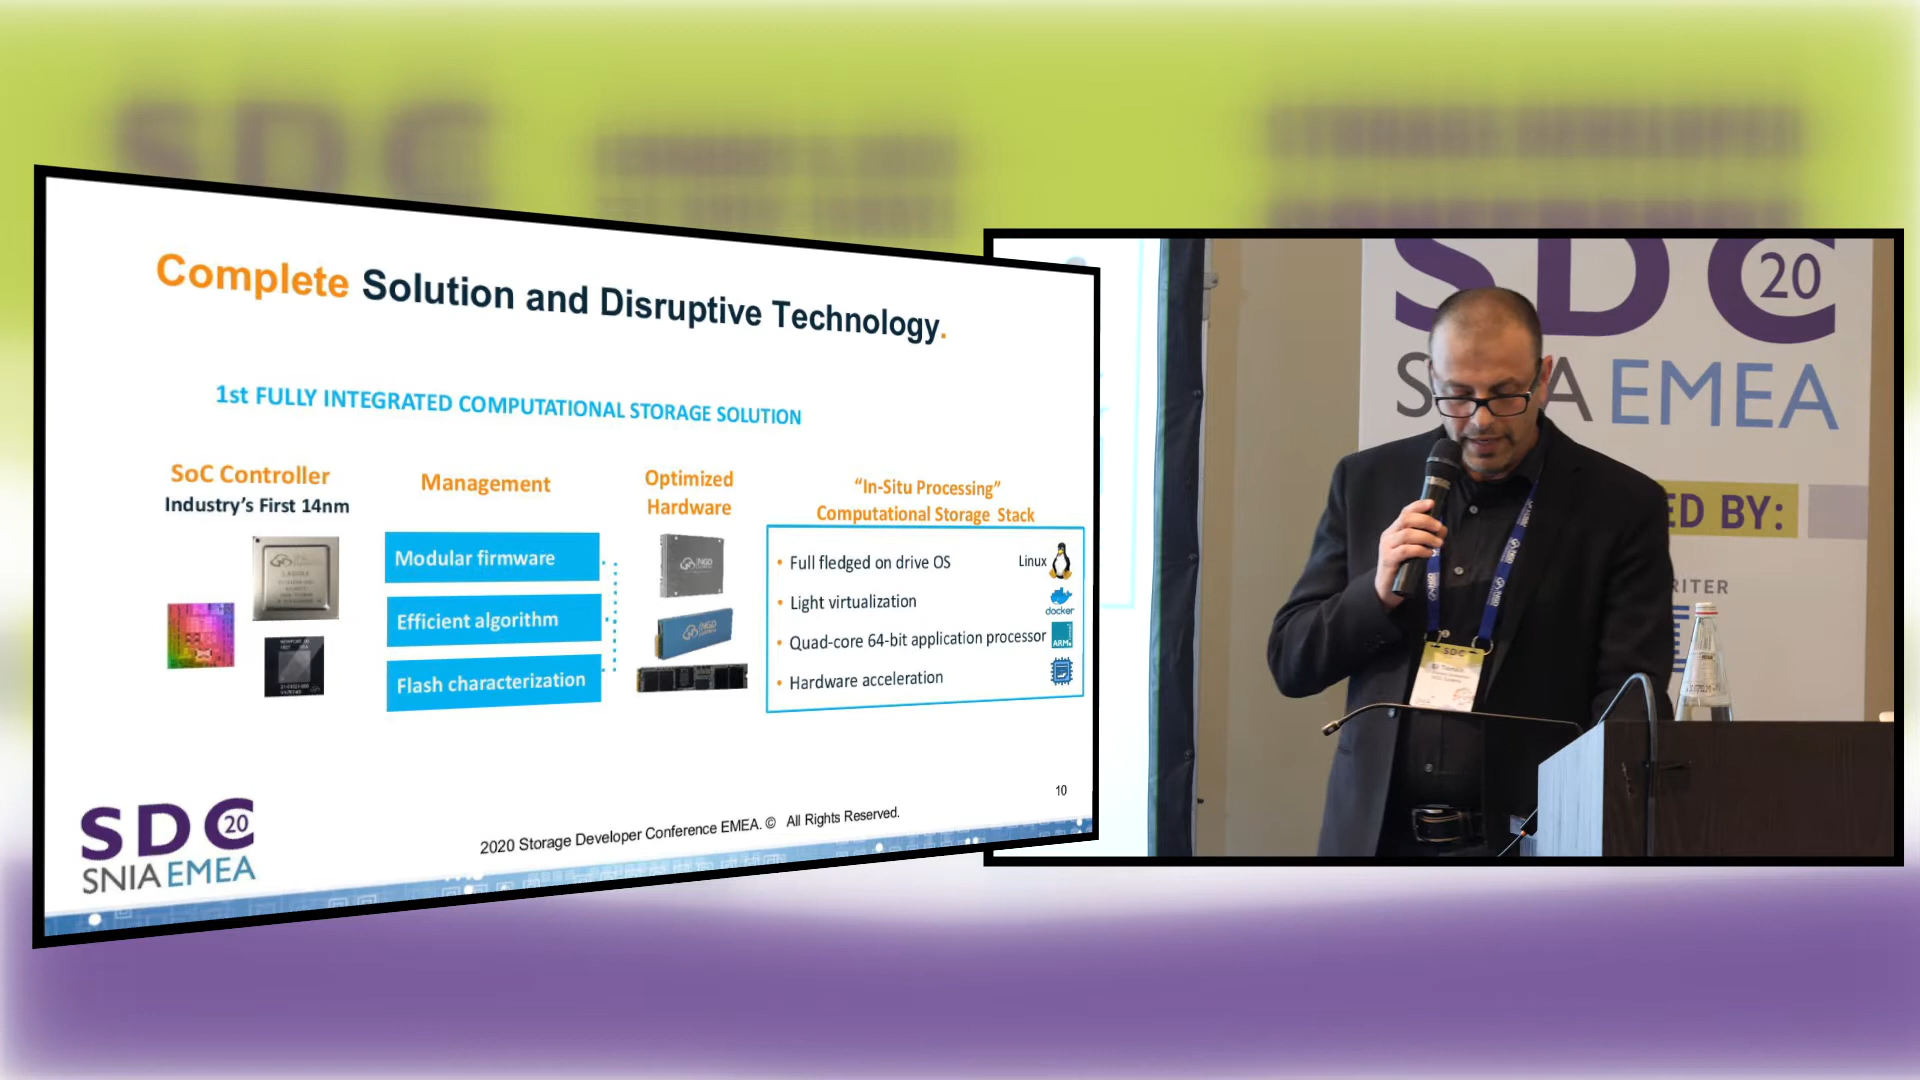 Complete Solution and Disruptive Technology.
1st FULLY INTEGRATED COMPUTATIONAL STORAGE SOLUTION
SoC Controller
Industry's First 14nm
Management
Modular firmware
Efficient algorithm
Flash characterization
Optimized
Hardware
INGD
INGD
“In-Situ Processing”
Computational Storage Stack
• Full fledged on drive OS
Linux
• Light virtualization
docker
• Quad-core 64-bit application processor
ARM
• Hardware acceleration
10
2020 Storage Developer Conference EMEA. © All Rights Reserved.
SDC 20
SNIA EMEA
SDC 20
SNIA EMEA
ED BY:
RITER
SDC